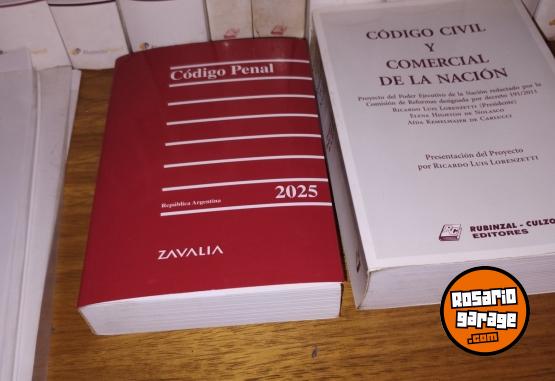 Código Penal
República Argentina
2025
ZAVALIA
CÓDIGO CIVIL
Y
COMERCIAL
DE LA NACIÓN
Proyecto del Poder Ejecutivo de la Nación redactado por la
Comisión de Reformas designada por decreto 191/2011
RICARDO LUIS LORENZETTI (Presidente)
ELENA HIGHTON DE NOLASCO
AÍDA KEMELMAJER DE CARLUCCI
Presentación del Proyecto
por RICARDO LUIS LORENZETTI
RC
RUBINZAL - CULZO
EDITORES
ROSARIO
GARAGE
.COM